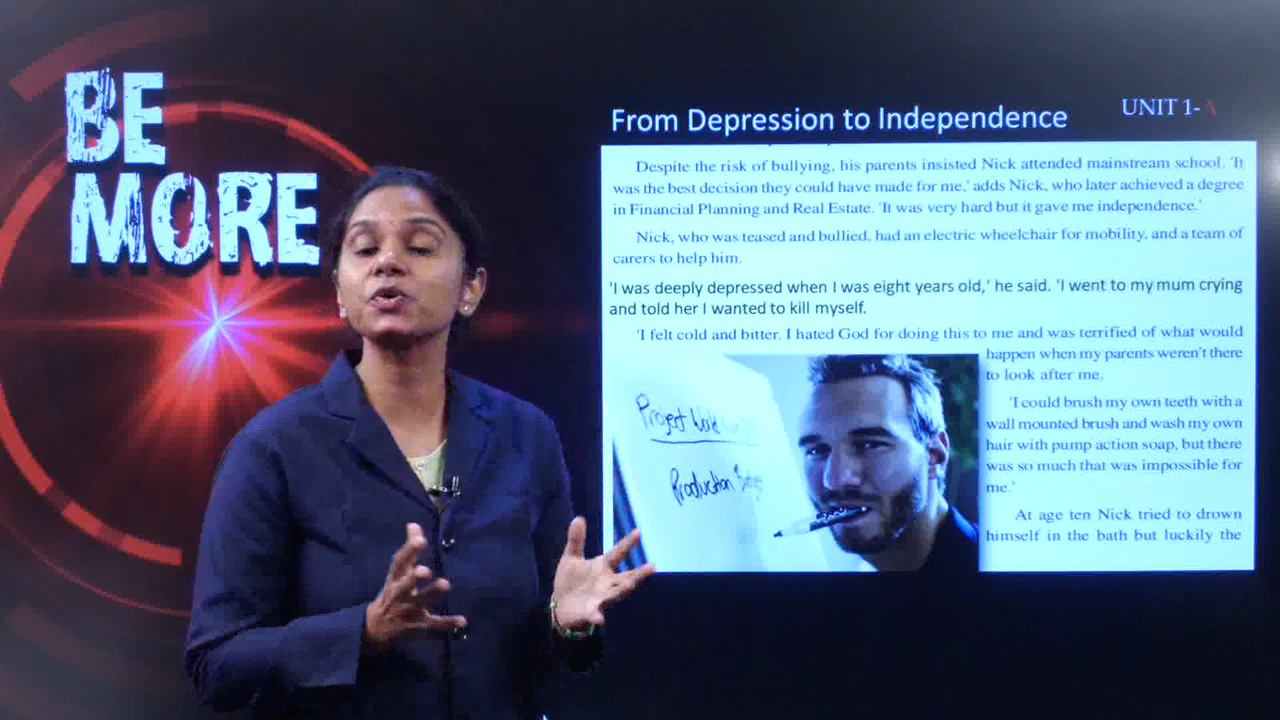 BE
MORE
From Depression to Independence
UNIT 1-
Despite the risk of bullying, his parents insisted Nick attended mainstream school. 'It
was the best decision they could have made for me,' adds Nick, who later achieved a degree
in Financial Planning and Real Estate. 'It was very hard but it gave me independence.'
Nick, who was teased and bullied, had an electric wheelchair for mobility, and a team of
carers to help him.
'I was deeply depressed when I was eight years old,' he said. 'I went to my mum crying
and told her I wanted to kill myself.
'I felt cold and bitter. I hated God for doing this to me and was terrified of what would
happen when my parents weren't there
to look after me.
'I could brush my own teeth with a
wall mounted brush and wash my own
hair with pump action soap, but there
was so much that was impossible for
me.'
At age ten Nick tried to drown
himself in the bath but luckily the
Project
Production